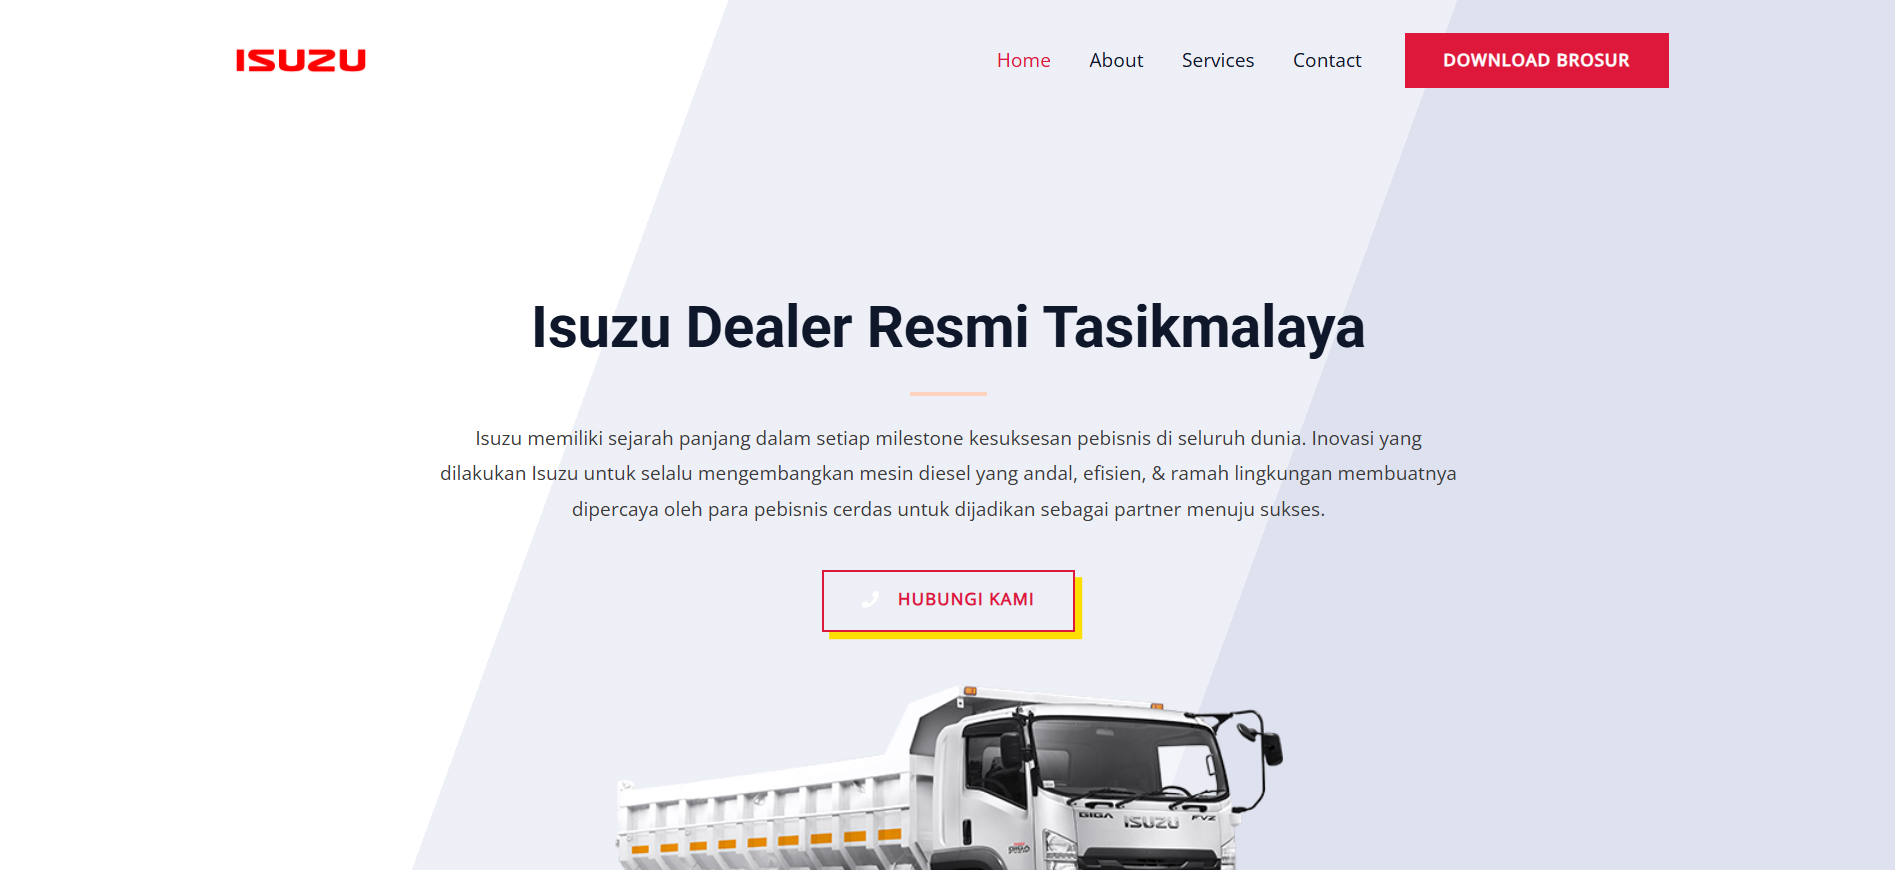 ISUZU
Home About Services Contact DOWNLOAD BROSUR
Isuzu Dealer Resmi Tasikmalaya
Isuzu memiliki sejarah panjang dalam setiap milestone kesuksesan pebisnis di seluruh dunia. Inovasi yang
dilakukan Isuzu untuk selalu mengembangkan mesin diesel yang andal, efisien, & ramah lingkungan membuatnya
dipercaya oleh para pebisnis cerdas untuk dijadikan sebagai partner menuju sukses.
HUBUNGI KAMI
GIGA ISUZU FVZ
GIGA